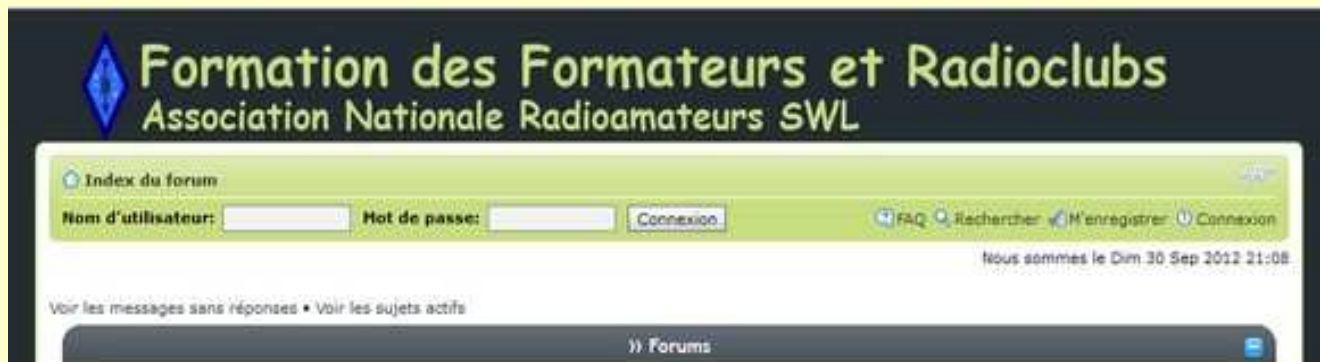 Formation des Formateurs et Radioclubs
Association Nationale Radioamateurs SWL
Index du forum
Nom d'utilisateur: Mot de passe: Connexion FAQ Rechercher M'enregistrer Connexion
Nous sommes le Dim 30 Sep 2012 21:08
Voir les messages sans réponses • Voir les sujets actifs
)) Forums